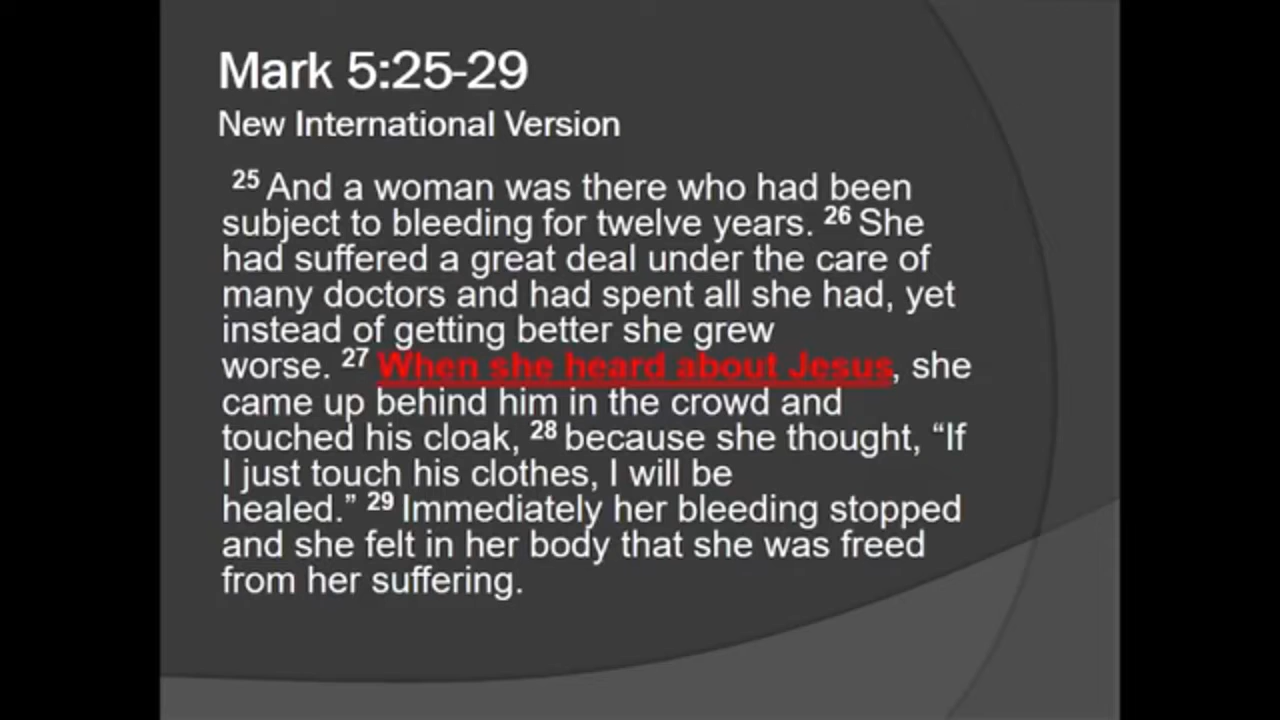 Mark 5:25-29
New International Version
25 And a woman was there who had been
subject to bleeding for twelve years. 26 She
had suffered a great deal under the care of
many doctors and had spent all she had, yet
instead of getting better she grew
worse. 27 When she heard about Jesus, she
came up behind him in the crowd and
touched his cloak, 28 because she thought, “If
I just touch his clothes, I will be
healed.” 29 Immediately her bleeding stopped
and she felt in her body that she was freed
from her suffering.